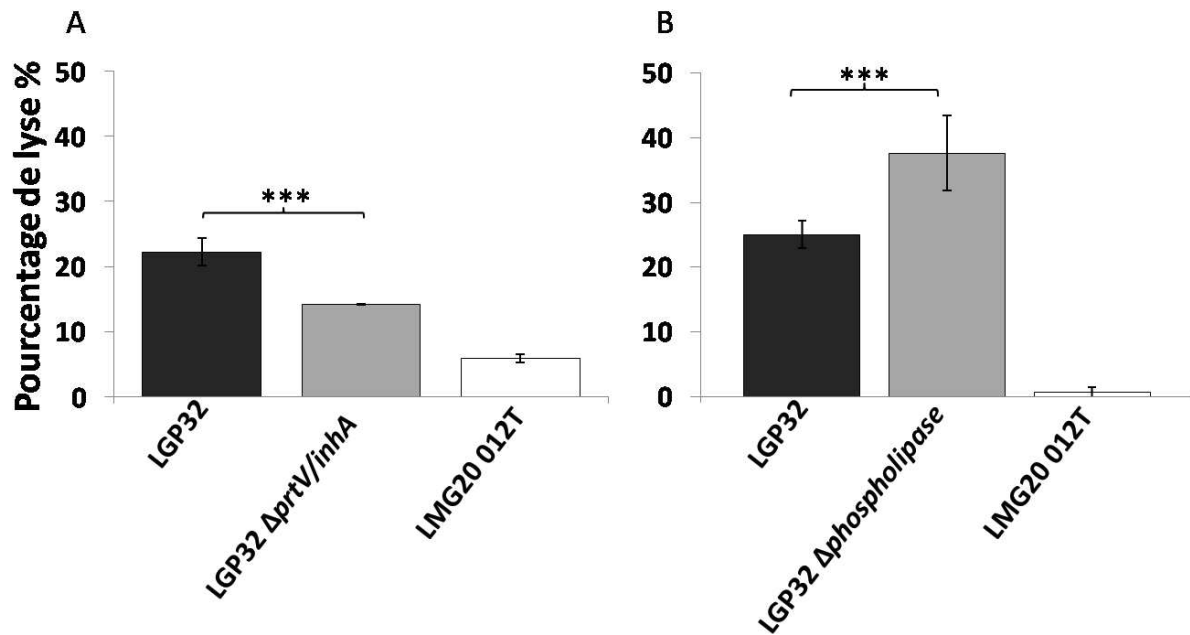 A
Pourcentage de lyse %
50
40
30
20
10
0
***
LGP32
LGP32 ΔprtV/inhA
LMG20 012T
B
50
40
30
20
10
0
***
LGP32
LGP32 Δphospholipase
LMG20 012T